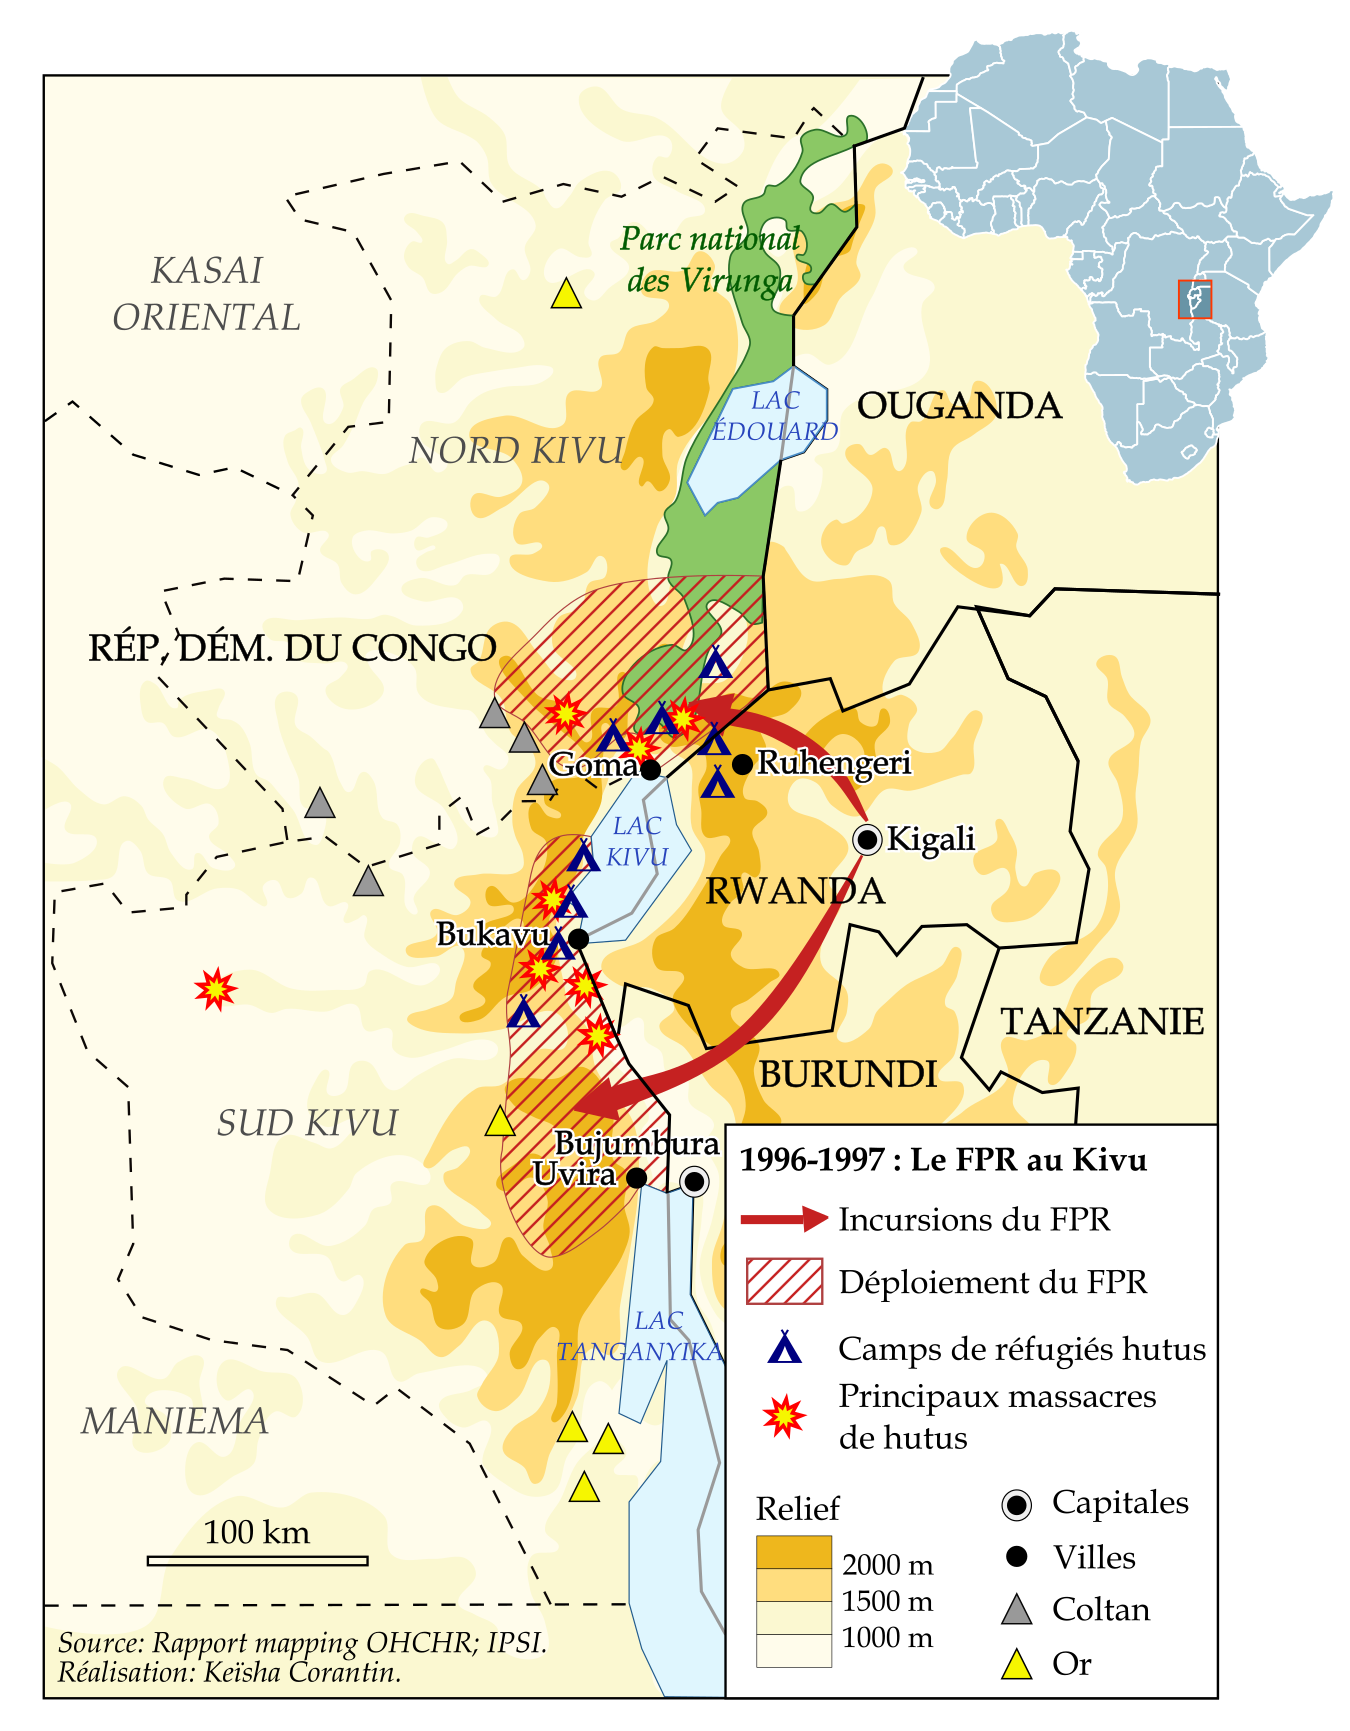 KASAI
ORIENTAL
Parc national
des Virunga
LAC
ÉDOUARD
OUGANDA
NORD KIVU
RÉP. DÉM. DU CONGO
Goma
Ruhengeri
LAC
KIVU
Kigali
RWANDA
Bukavu
TANZANIE
BURUNDI
SUD KIVU
Bujumbura
Uvira
LAC
TANGANYIKA
MANIEMA
100 km
Source: Rapport mapping OHCHR; IPSI.
Réalisation: Keïsha Corantin.
1996-1997 : Le FPR au Kivu
Incursions du FPR
Déploiement du FPR
Camps de réfugiés hutus
Principaux massacres
de hutus
Relief
2000 m
1500 m
1000 m
Capitales
Villes
Coltan
Or